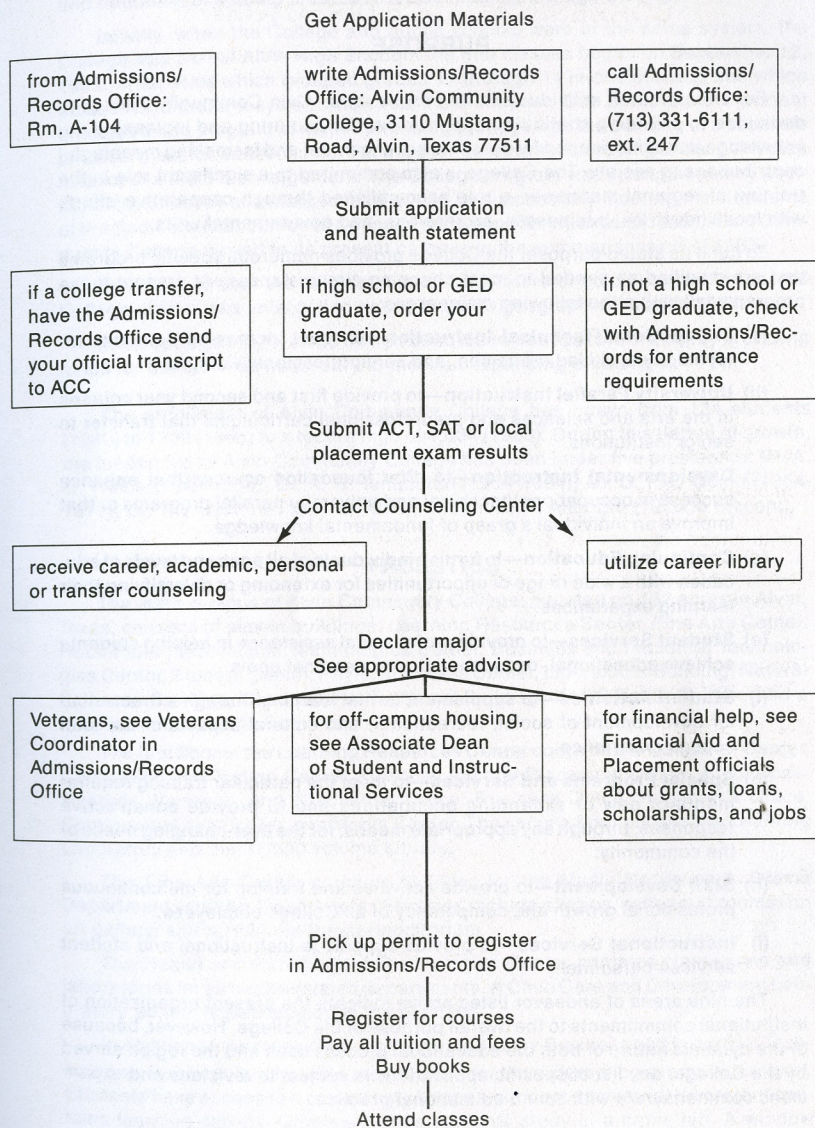 Get Application Materials
from Admissions/
Records Office:
Rm. A-104
write Admissions/Records
Office: Alvin Community
College, 3110 Mustang,
Road, Alvin, Texas 77511
call Admissions/
Records Office:
(713) 331-6111,
ext. 247
Submit application
and health statement
if a college transfer,
have the Admissions/
Records Office send
your official transcript
to ACC
if high school or GED
graduate, order your
transcript
if not a high school or
GED graduate, check
with Admissions/Rec-
ords for entrance
requirements
Submit ACT, SAT or local
placement exam results
Contact Counseling Center
receive career, academic, personal
or transfer counseling
utilize career library
Declare major
See appropriate advisor
Veterans, see Veterans
Coordinator in
Admissions/Records
Office
for off-campus housing,
see Associate Dean
of Student and Instruc-
tional Services
for financial help, see
Financial Aid and
Placement officials
about grants, loans,
scholarships, and jobs
Pick up permit to register
in Admissions/Records Office
Register for courses
Pay all tuition and fees
Buy books
Attend classes